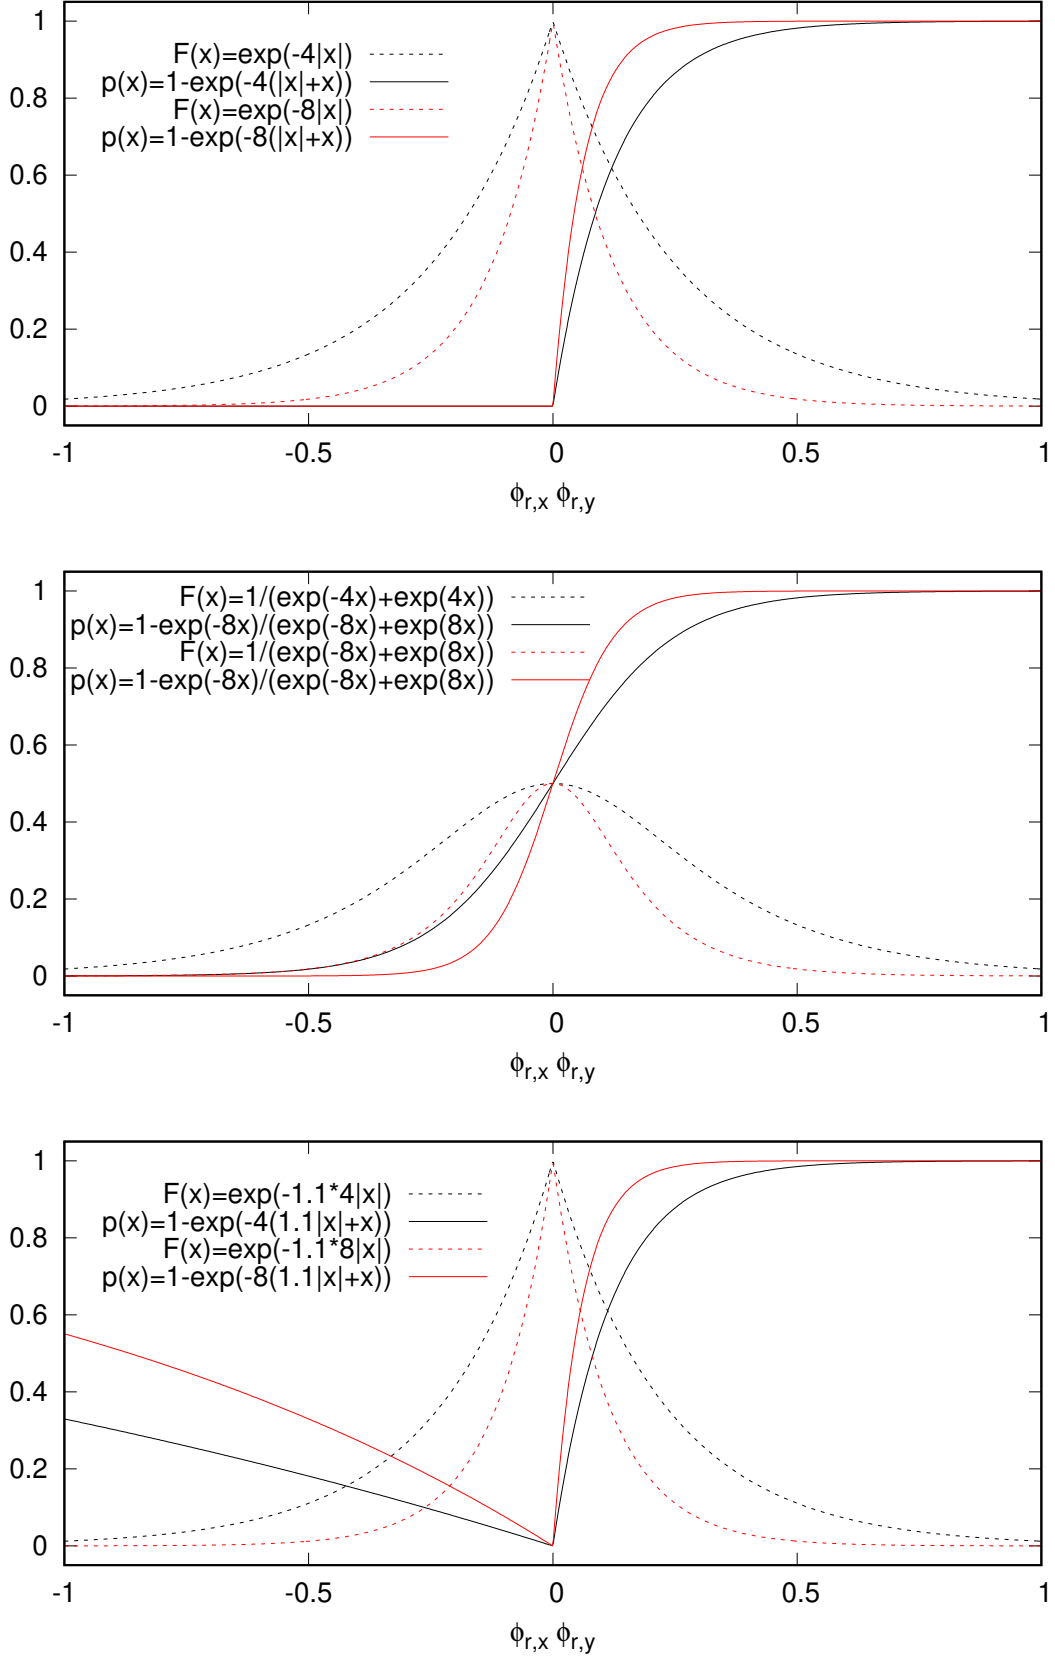 1
0.8
0.6
0.4
0.2
0
F(x)=exp(-4|x|)
p(x)=1-exp(-4(|x|+x))
F(x)=exp(-8|x|)
p(x)=1-exp(-8(|x|+x))
-1 -0.5 0 0.5 1
ϕr,x ϕr,y
1
0.8
0.6
0.4
0.2
0
F(x)=1/(exp(-4x)+exp(4x))
p(x)=1-exp(-8x)/(exp(-8x)+exp(8x))
F(x)=1/(exp(-8x)+exp(8x))
p(x)=1-exp(-8x)/(exp(-8x)+exp(8x))
-1 -0.5 0 0.5 1
ϕr,x ϕr,y
1
0.8
0.6
0.4
0.2
0
F(x)=exp(-1.1*4|x|)
p(x)=1-exp(-4(1.1|x|+x))
F(x)=exp(-1.1*8|x|)
p(x)=1-exp(-8(1.1|x|+x))
-1 -0.5 0 0.5 1
ϕr,x ϕr,y